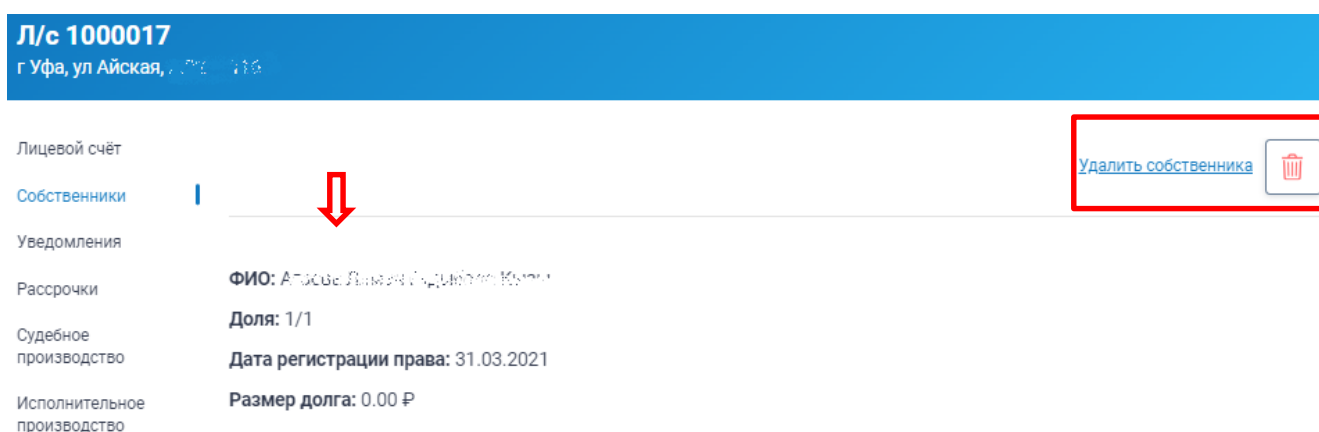 Л/с 1000017
г Уфа, ул Айская,
Лицевой счёт
Удалить собственника
Собственники
Уведомления
ФИО:
Рассрочки
Доля: 1/1
Судебное
производство
Дата регистрации права: 31.03.2021
Исполнительное
производство
Размер долга: 0.00 ₽